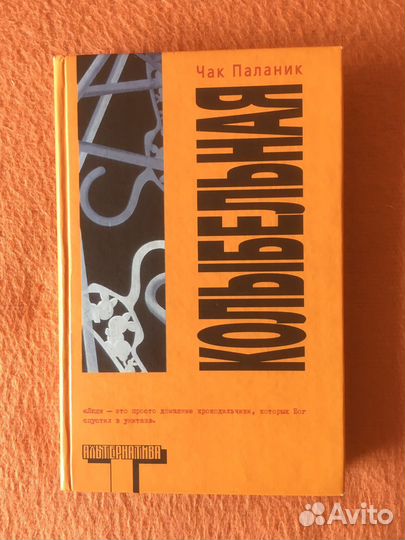 Чак Паланик
КОЛЫБЕЛЬНАЯ
«Люди — это просто домашние крокодильчики, которых Бог
спустил в унитаз».
АЛЬТЕРНАТИВА
Avito